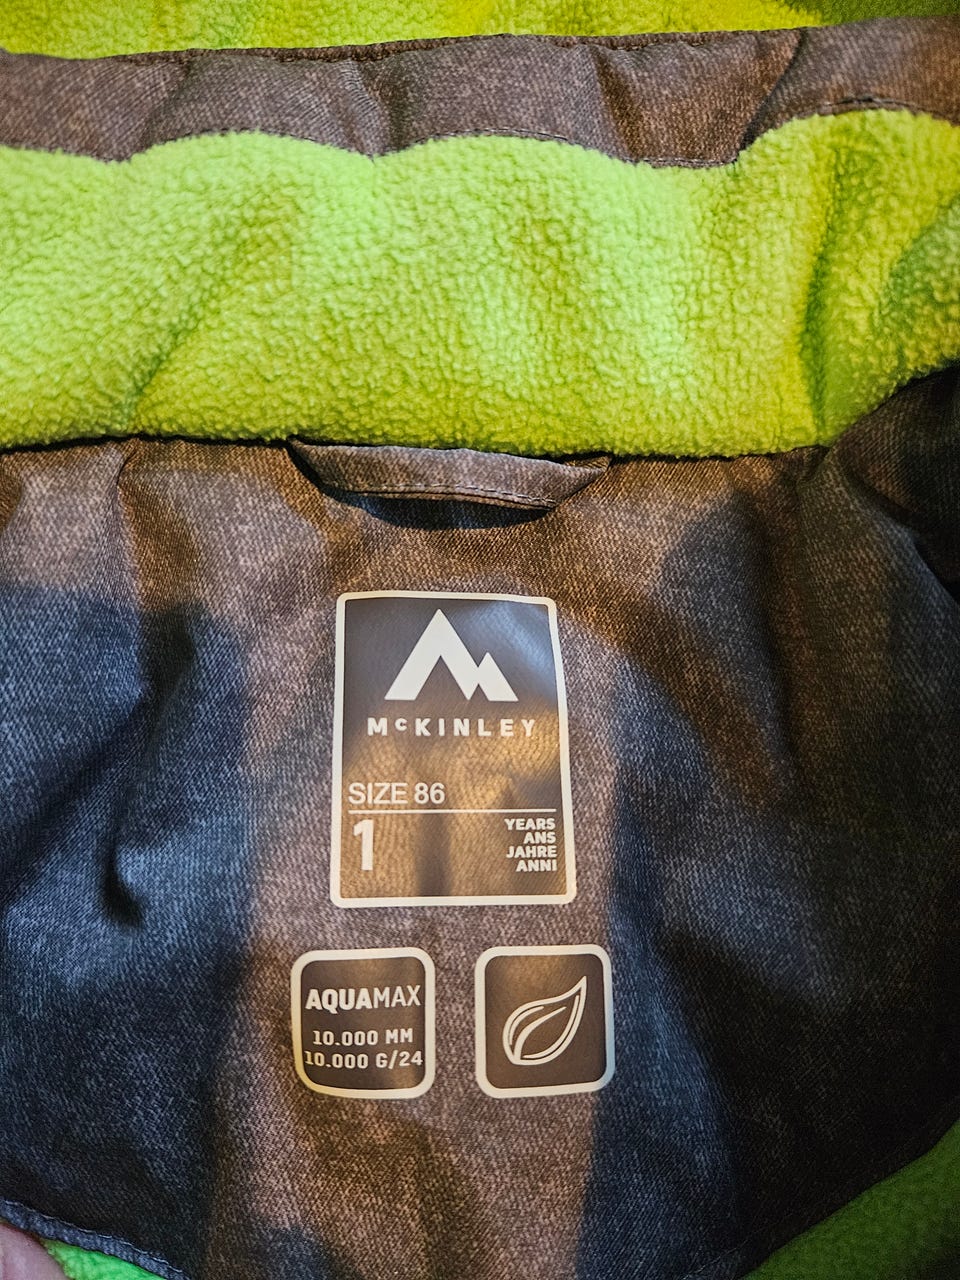 McKINLEY
SIZE 86
1
YEARS
ANS
JAHRE
ANNI
AQUAMAX
10.000 MM
10.000 G/24